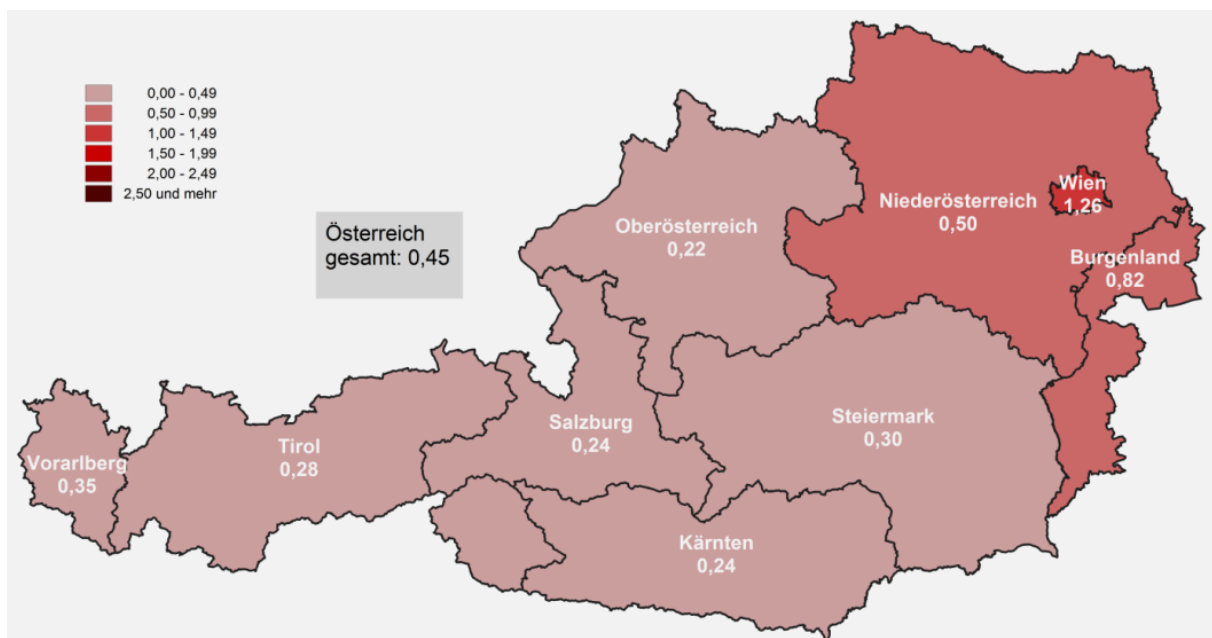 0,00 - 0,49
0,50 - 0,99
1,00 - 1,49
1,50 - 1,99
2,00 - 2,49
2,50 und mehr
Österreich
gesamt: 0,45
Oberösterreich
0,22
Niederösterreich
0,50
Wien
1,26
Burgenland
0,82
Vorarlberg
0,35
Tirol
0,28
Salzburg
0,24
Steiermark
0,30
Kärnten
0,24